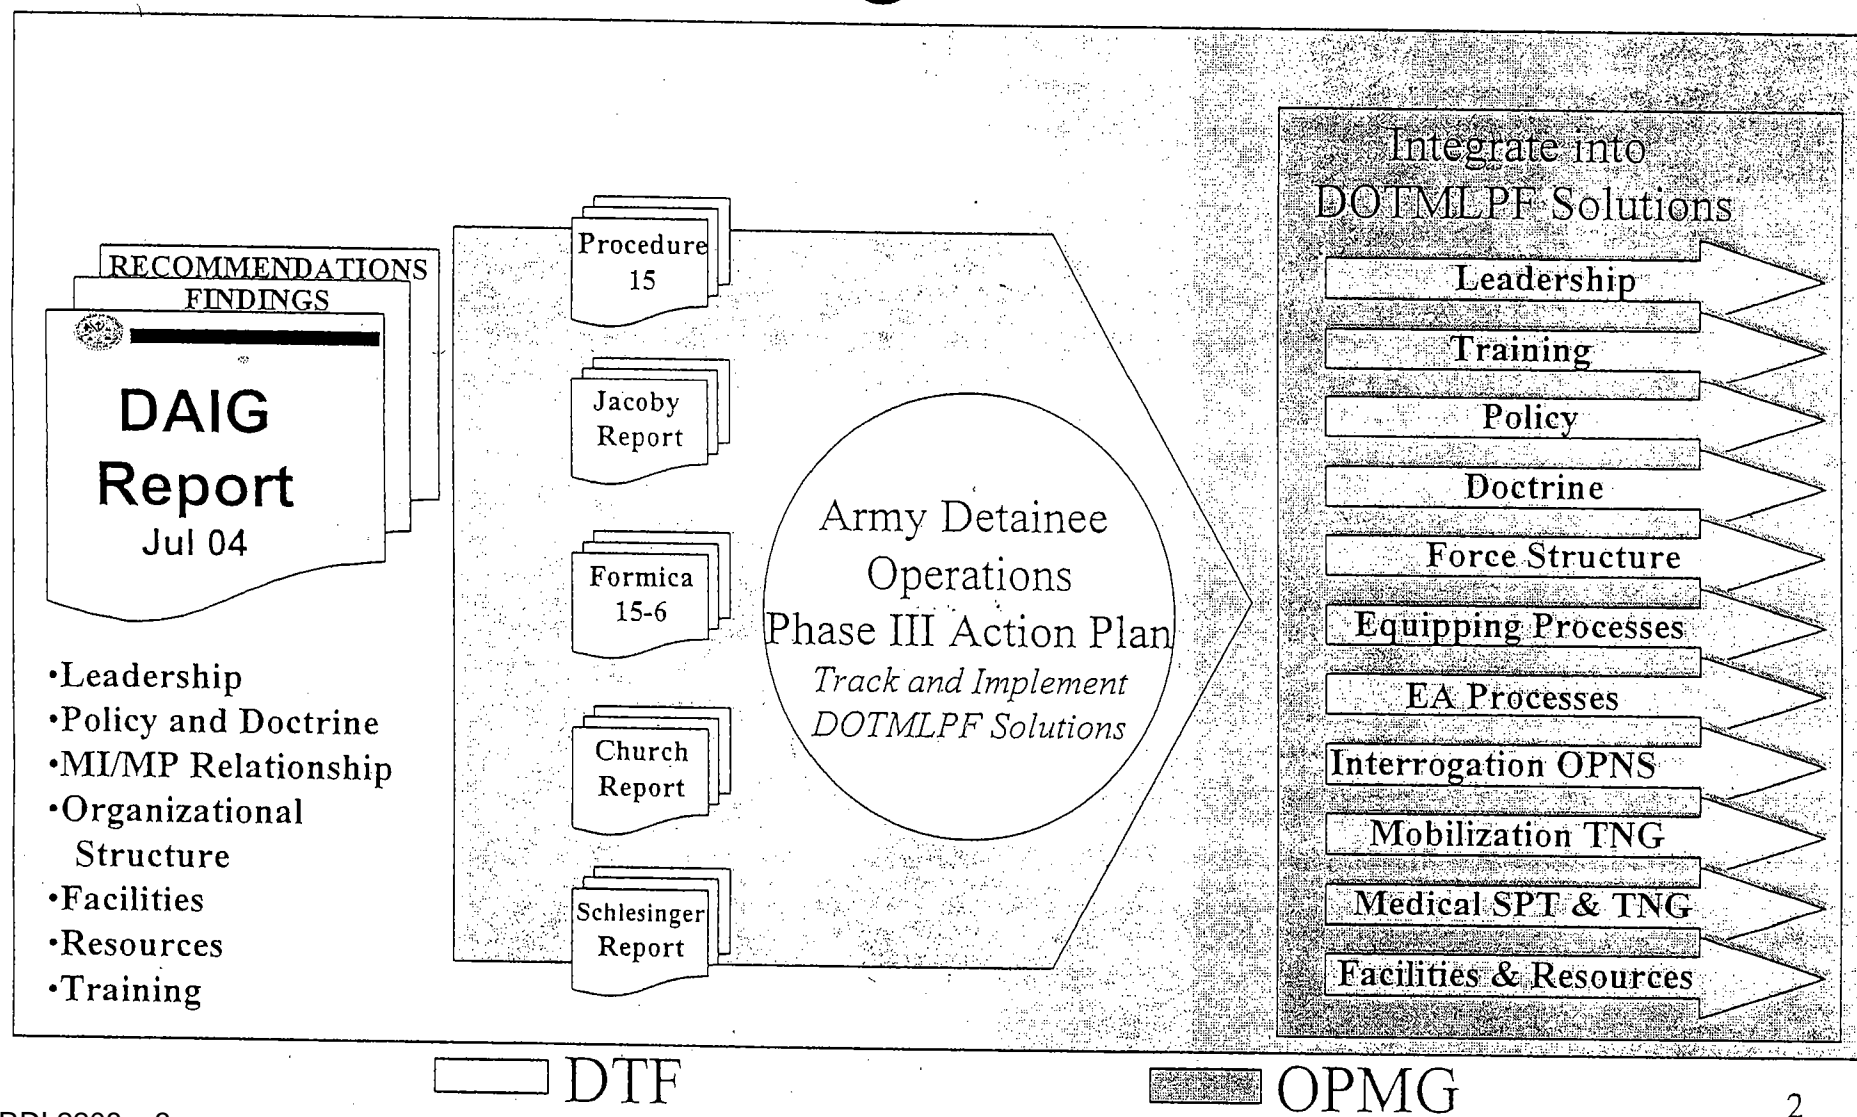 RECOMMENDATIONS
FINDINGS
DAIG
Report
Jul 04
•Leadership
•Policy and Doctrine
•MI/MP Relationship
•Organizational
Structure
•Facilities
•Resources
•Training
Procedure
15
Jacoby
Report
Formica
15-6
Church
Report
Schlesinger
Report
Army Detainee
Operations
Phase III Action Plan
Track and Implement
DOTMLPF Solutions
Integrate into
DOTMLPF Solutions
Leadership
Training
Policy
Doctrine
Force Structure
Equipping Processes
EA Processes
Interrogation OPNS
Mobilization TNG
Medical SPT & TNG
Facilities & Resources
DTF
OPMG
2